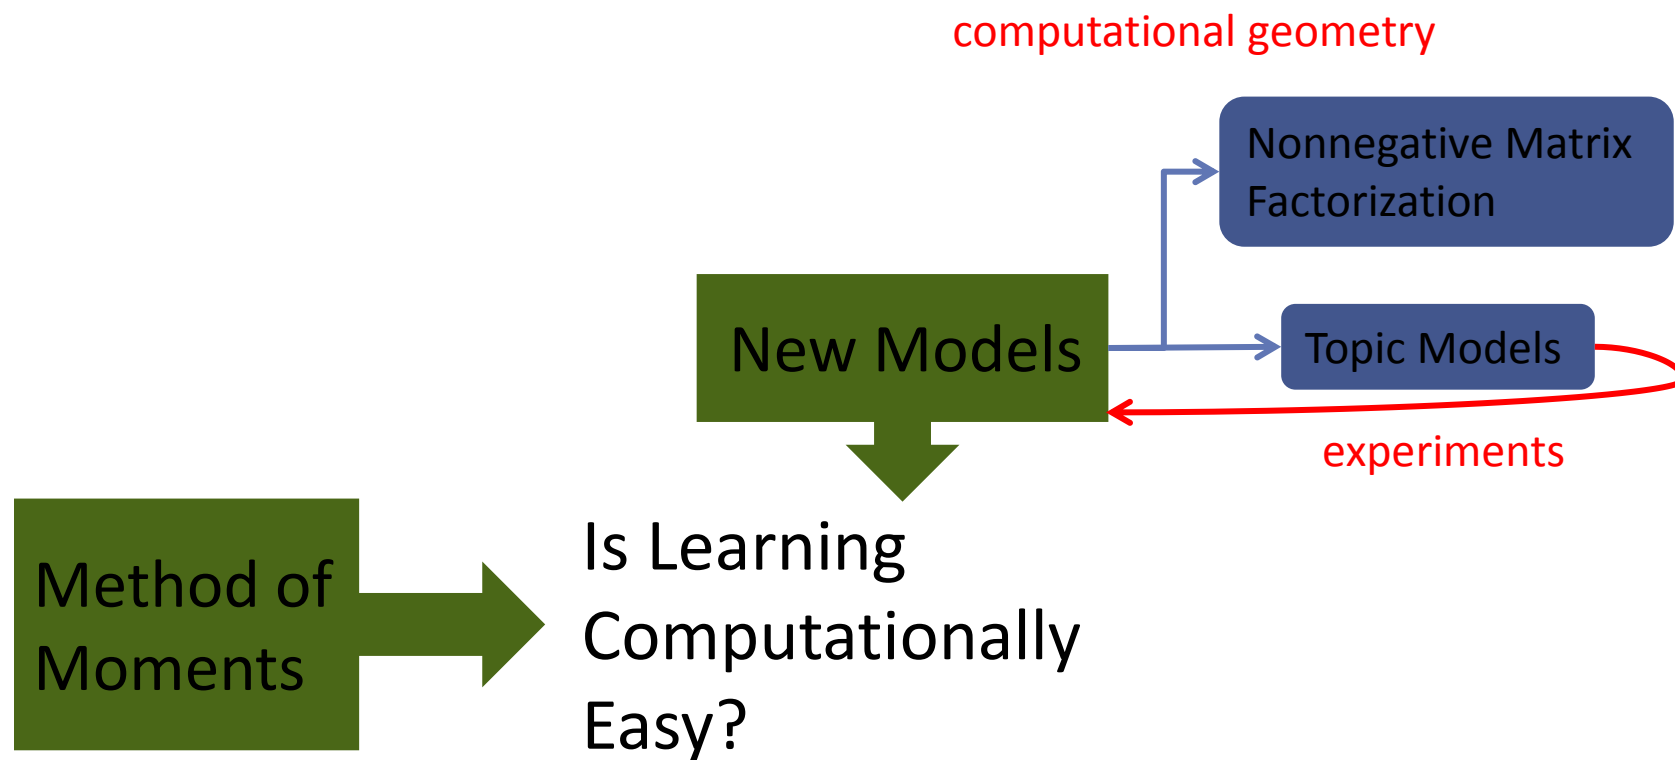 computational geometry
Nonnegative Matrix
Factorization
New Models
Topic Models
experiments
Method of
Moments
Is Learning
Computationally
Easy?